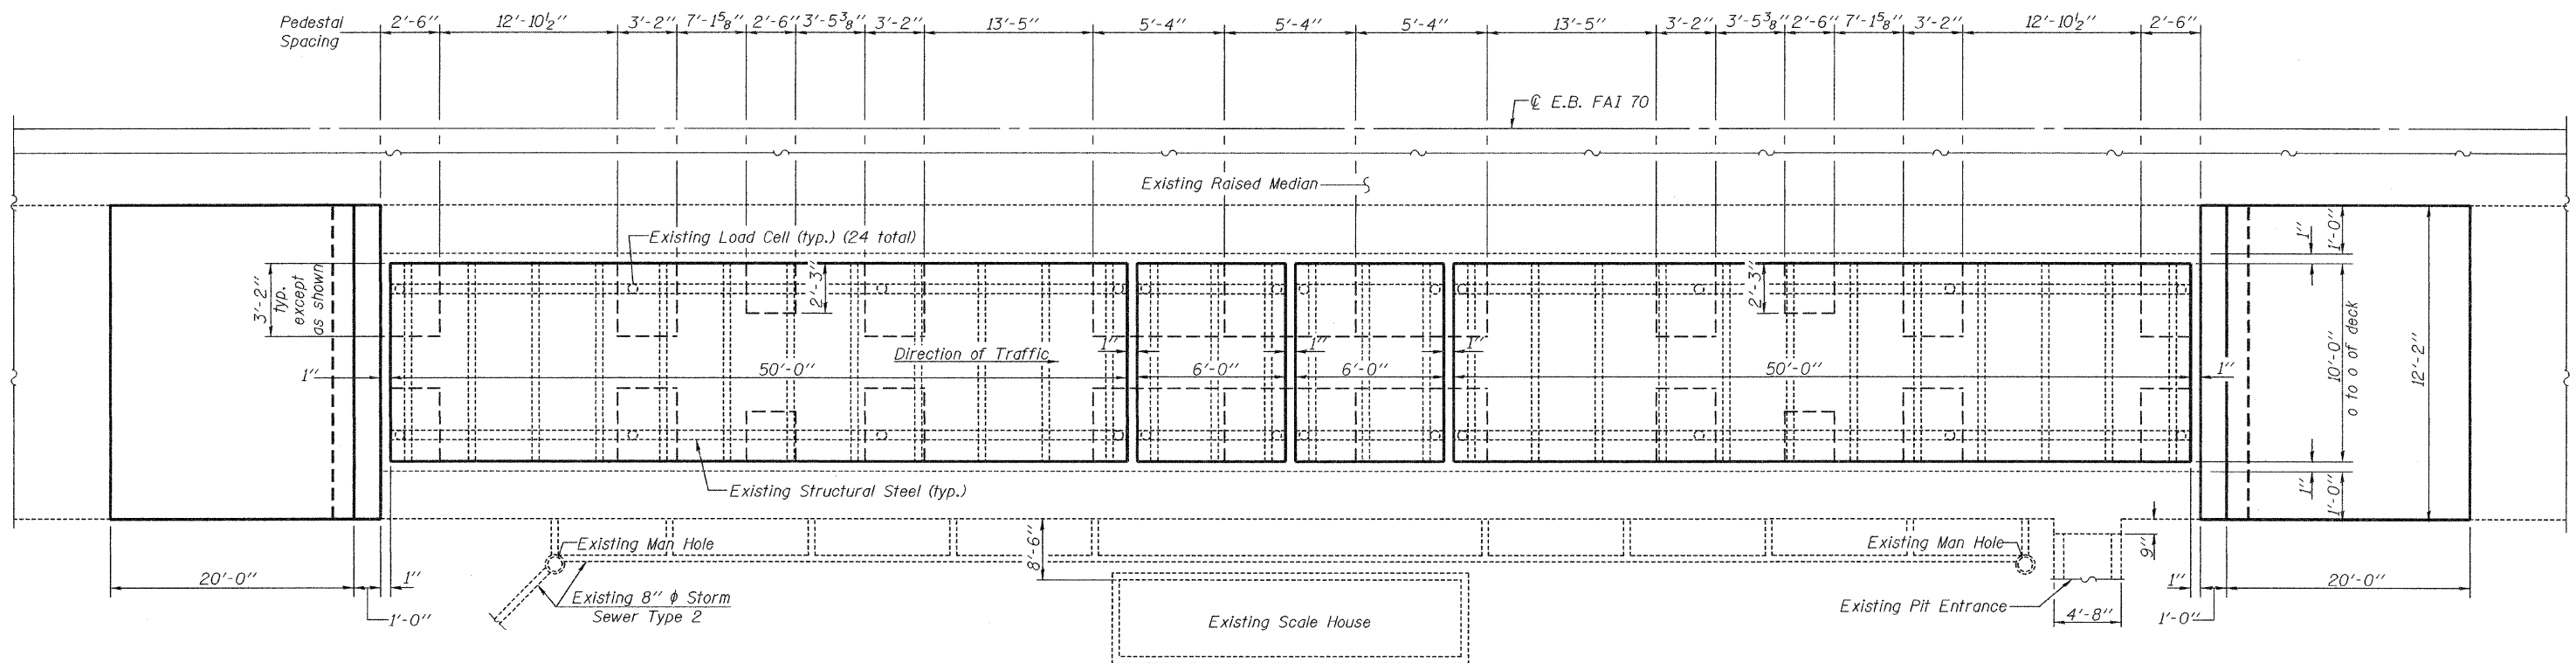 Pedestal
Spacing
2'-6" 12'-10½" 3'-2" 7'-1⅝" 2'-6" 3'-5⅜" 3'-2" 13'-5" 5'-4" 5'-4" 5'-4" 13'-5" 3'-2" 3'-5⅜" 2'-6" 7'-1⅝" 3'-2" 12'-10½" 2'-6"
℄ E.B. FAI 70
Existing Raised Median
Existing Load Cell (typ.) (24 total)
3'-2"
typ.
except
as shown
2'-3"
2'-3"
1"
1'-0"
Direction of Traffic
1" 1" 1"
1" 50'-0" 6'-0" 6'-0" 50'-0" 1"
10'-0"
o to o of deck
12'-2"
Existing Structural Steel (typ.)
1"
1'-0"
Existing Man Hole
8'-6"
Existing Man Hole
9"
20'-0" 1"
1'-0"
Existing 8" ϕ Storm
Sewer Type 2
Existing Scale House
Existing Pit Entrance
4'-8"
1" 20'-0"
1'-0"